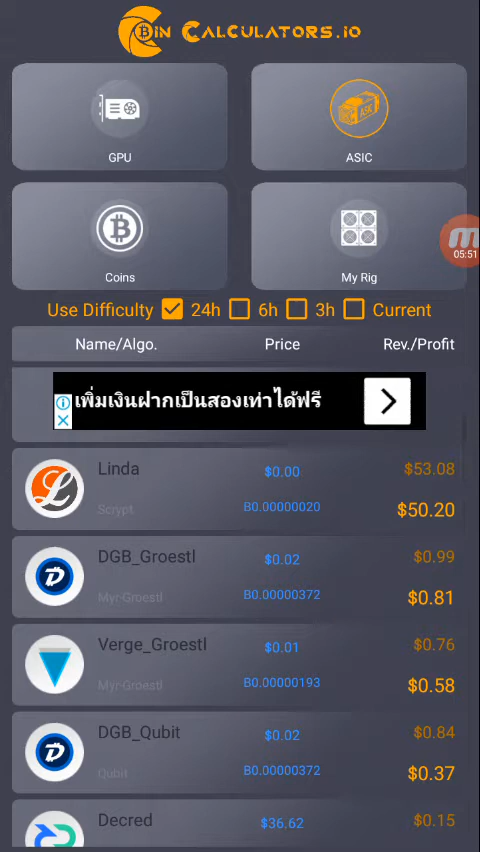 Bin Calculators.io
GPU
ASIC
Coins
My Rig
05:51
Use Difficulty 24h 6h 3h Current
Name/Algo. Price Rev./Profit
เพิ่มเงินฝากเป็นสองเท่าได้ฟรี
Linda $0.00 $53.08
Scrypt B0.00000020 $50.20
DGB_Groestl $0.02 $0.99
Myr-Groestl B0.00000372 $0.81
Verge_Groestl $0.01 $0.76
Myr-Groestl B0.00000193 $0.58
DGB_Qubit $0.02 $0.84
Qubit B0.00000372 $0.37
Decred $36.62 $0.15